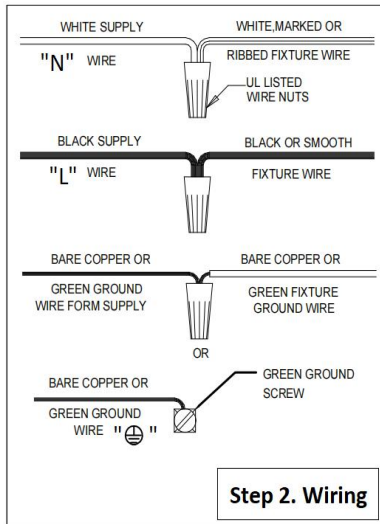 WHITE SUPPLY
"N" WIRE
WHITE,MARKED OR
RIBBED FIXTURE WIRE
UL LISTED
WIRE NUTS
BLACK SUPPLY
"L" WIRE
BLACK OR SMOOTH
FIXTURE WIRE
BARE COPPER OR
GREEN GROUND
WIRE FORM SUPPLY
BARE COPPER OR
GREEN FIXTURE
GROUND WIRE
OR
BARE COPPER OR
GREEN GROUND
WIRE "⏚"
GREEN GROUND
SCREW
Step 2. Wiring